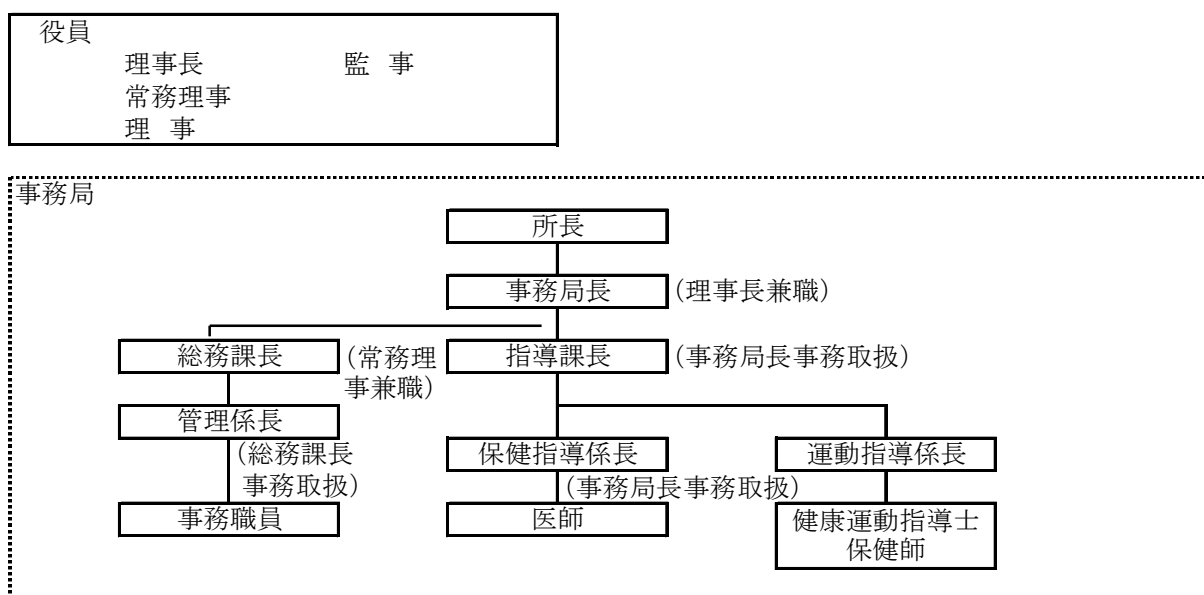 役員
理事長 監 事
常務理事
理 事
事務局
所長
事務局長 (理事長兼職)
総務課長 (常務理事兼職) 指導課長 (事務局長事務取扱)
管理係長
(総務課長
事務取扱)
保健指導係長 運動指導係長
(事務局長事務取扱)
事務職員 医師 健康運動指導士
保健師